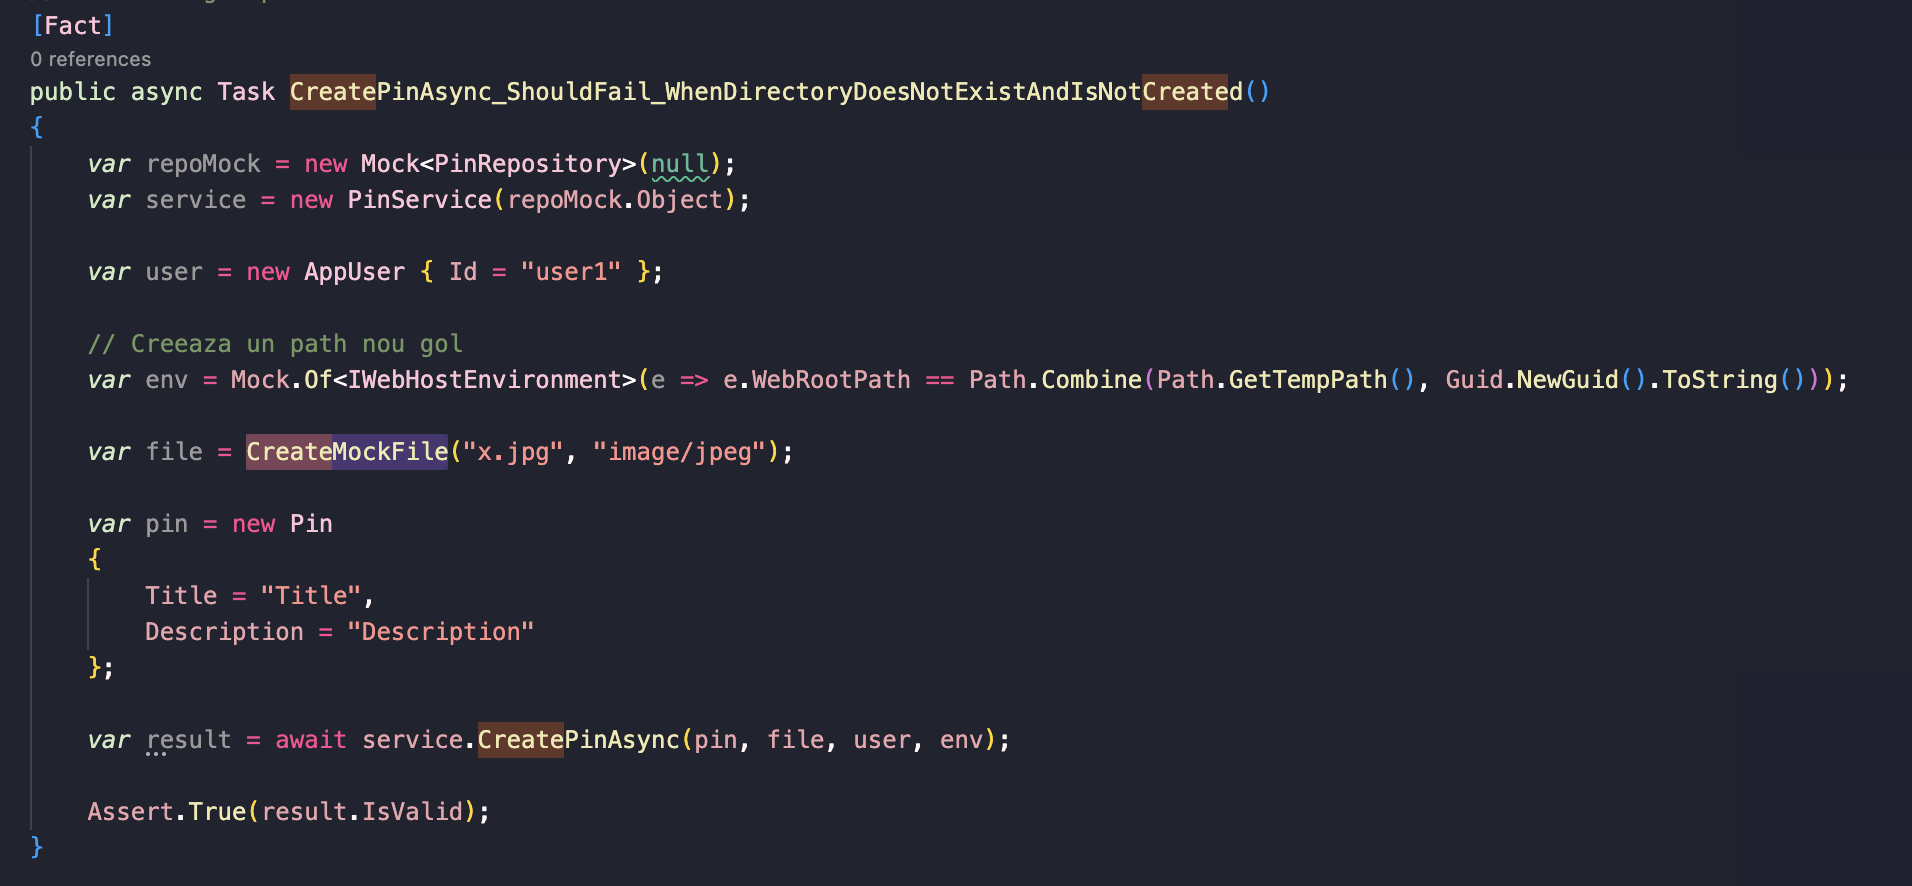 [Fact]
0 references
public async Task CreatePinAsync_ShouldFail_WhenDirectoryDoesNotExistAndIsNotCreated()
{
var repoMock = new Mock<PinRepository>(null);
var service = new PinService(repoMock.Object);
var user = new AppUser { Id = "user1" };
// Creeaza un path nou gol
var env = Mock.Of<IWebHostEnvironment>(e => e.WebRootPath == Path.Combine(Path.GetTempPath(), Guid.NewGuid().ToString()));
var file = CreateMockFile("x.jpg", "image/jpeg");
var pin = new Pin
{
Title = "Title",
Description = "Description"
};
var result = await service.CreatePinAsync(pin, file, user, env);
Assert.True(result.IsValid);
}